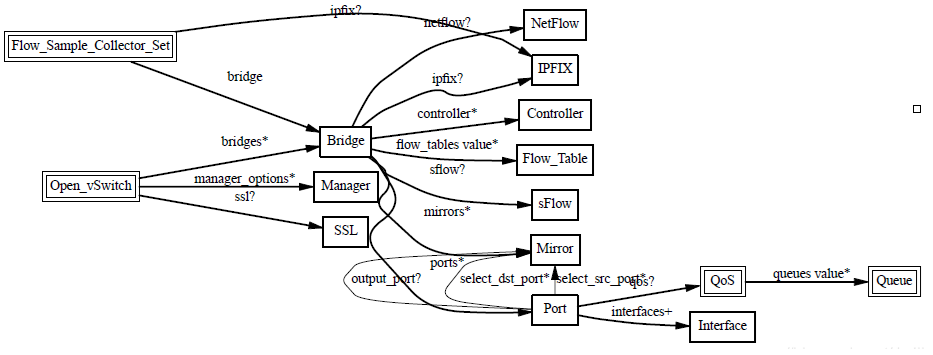 ipfix?
netflow?
NetFlow
Flow_Sample_Collector_Set
IPFIX
bridge
ipfix?
controller*
Controller
bridges*
Bridge
flow_tables value*
Flow_Table
sflow?
Open_vSwitch
manager_options*
Manager
ssl?
mirrors*
sFlow
SSL
Mirror
ports*
output_port?
select_dst_port*
select_src_port*
qos?
QoS
queues value*
Queue
Port
interfaces+
Interface